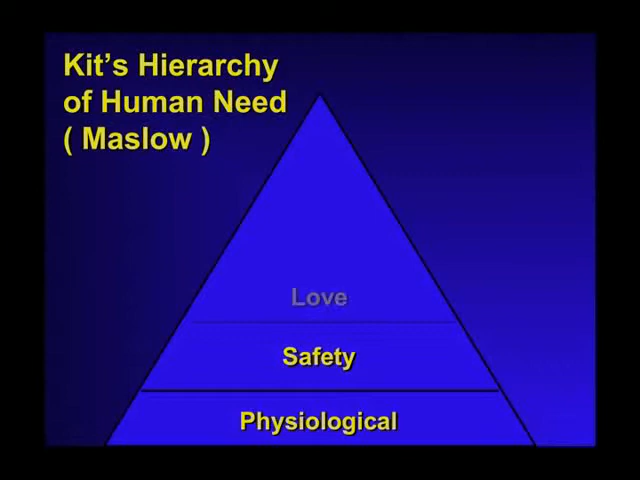 Kit's Hierarchy
of Human Need
( Maslow )
Love
Safety
Physiological